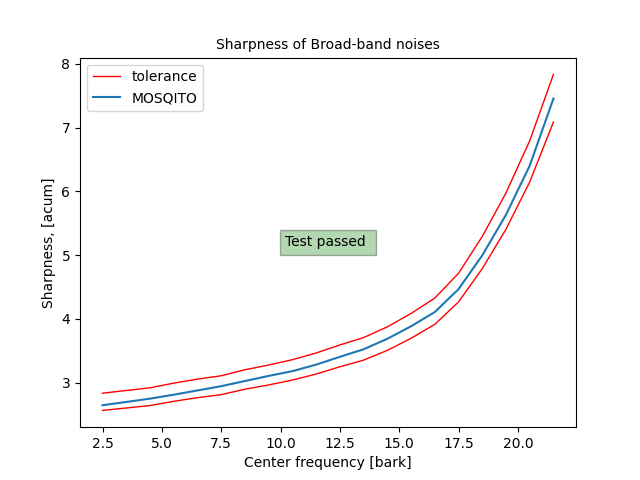 Sharpness of Broad-band noises
tolerance
MOSQITO
Test passed
Sharpness, [acum]
8
7
6
5
4
3
2.5 5.0 7.5 10.0 12.5 15.0 17.5 20.0
Center frequency [bark]